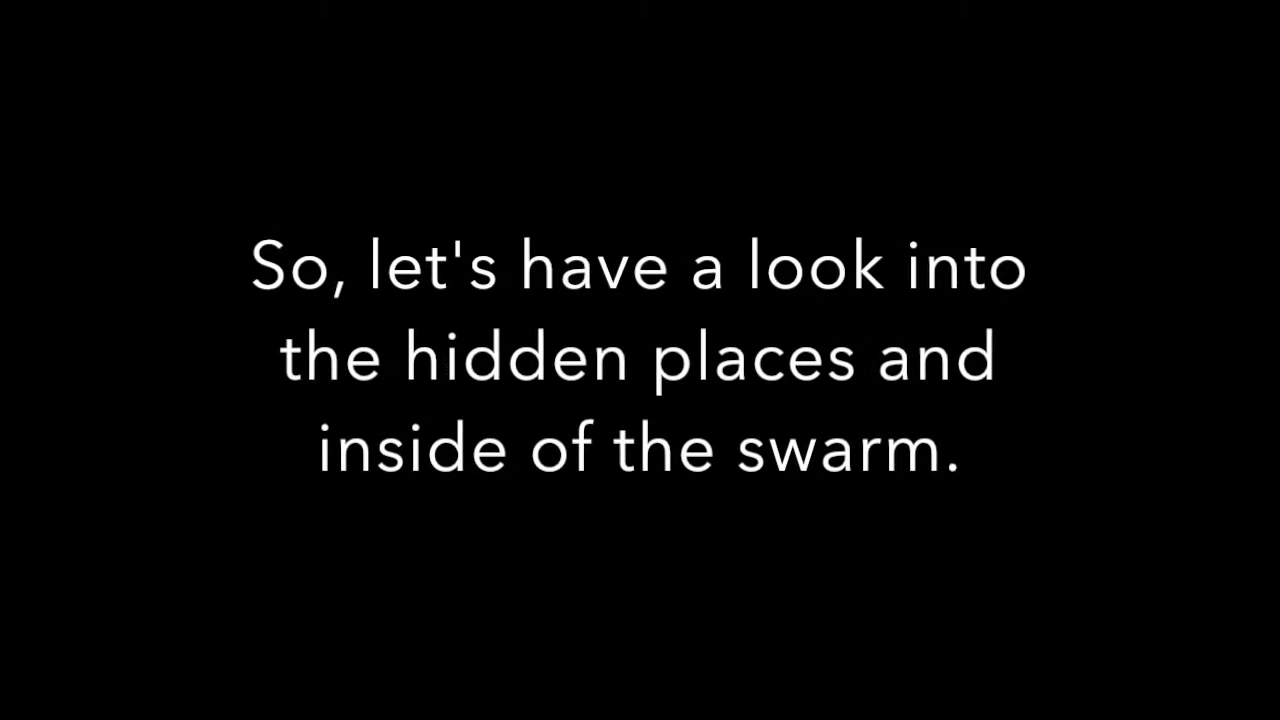 So, let's have a look into
the hidden places and
inside of the swarm.